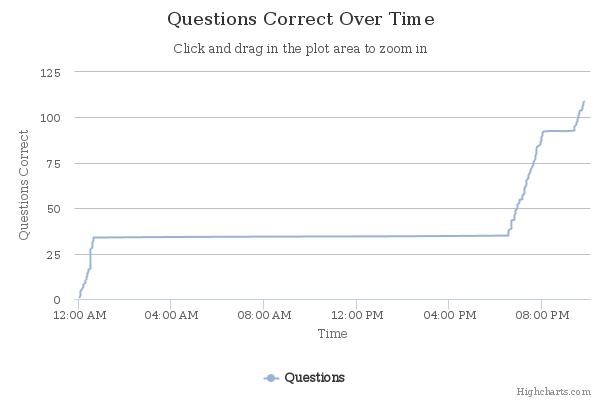 Questions Correct Over Time
Click and drag in the plot area to zoom in
Questions Correct
125
100
75
50
25
0
12:00 AM 04:00 AM 08:00 AM 12:00 PM 04:00 PM 08:00 PM
Time
Questions
Highcharts.com